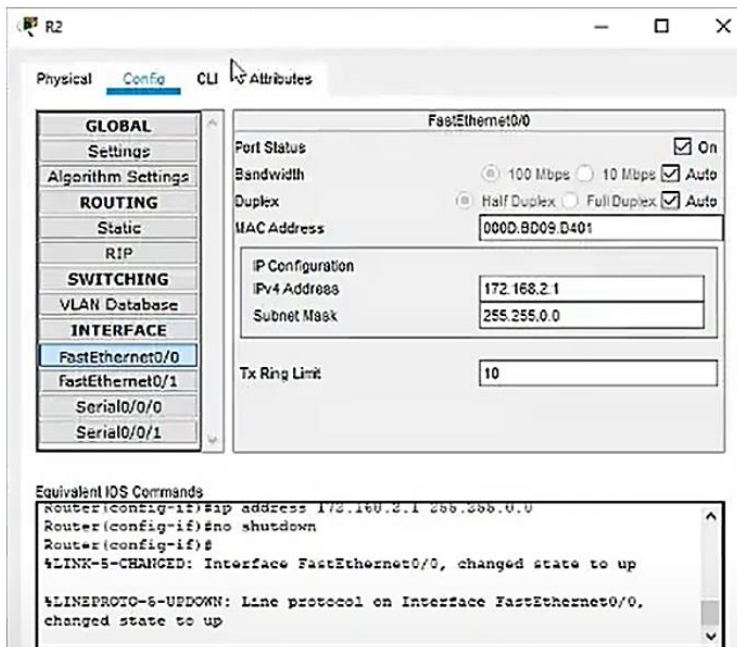 R2
Physical Config CLI Attributes
GLOBAL
Settings
Algorithm Settings
ROUTING
Static
RIP
SWITCHING
VLAN Database
INTERFACE
FastEthernet0/0
FastEthernet0/1
Serial0/0/0
Serial0/0/1
FastEthernet0/0
Port Status On
Bandwidth 100 Mbps 10 Mbps Auto
Duplex Half Duplex Full Duplex Auto
MAC Address 000D.BD09.D401
IP Configuration
IPv4 Address 172.168.2.1
Subnet Mask 255.255.0.0
Tx Ring Limit 10
Equivalent IOS Commands
Router(config-if)#ip address 172.168.2.1 255.255.0.0
Router(config-if)#no shutdown
Router(config-if)#
%LINK-5-CHANGED: Interface FastEthernet0/0, changed state to up
%LINEPROTO-5-UPDOWN: Line protocol on Interface FastEthernet0/0,
changed state to up